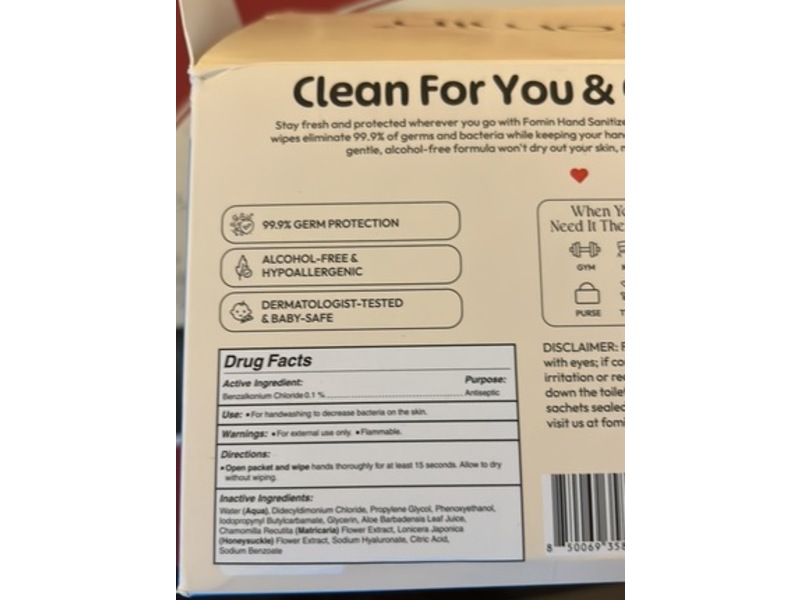 Clean For You &
Stay fresh and protected wherever you go with Fomin Hand Sanitize
wipes eliminate 99.9% of germs and bacteria while keeping your han
gentle, alcohol-free formula won't dry out your skin,
When Yo
Need It The
99.9% GERM PROTECTION
ALCOHOL-FREE &
HYPOALLERGENIC
GYM
DERMATOLOGIST-TESTED
& BABY-SAFE
PURSE
Drug Facts
Active Ingredient: Purpose:
Benzalkonium Chloride 0.1 % Antiseptic
Use: • For handwashing to decrease bacteria on the skin.
Warnings: • For external use only. • Flammable.
Directions:
• Open packet and wipe hands thoroughly for at least 15 seconds. Allow to dry
without wiping.
Inactive Ingredients:
Water (Aqua), Didecyldimonium Chloride, Propylene Glycol, Phenoxyethanol,
Iodopropynyl Butylcarbamate, Glycerin, Aloe Barbadensis Leaf Juice,
Chamomilla Recutita (Matricaria) Flower Extract, Lonicera Japonica
(Honeysuckle) Flower Extract, Sodium Hyaluronate, Citric Acid,
Sodium Benzoate
DISCLAIMER: F
with eyes; if co
irritation or re
down the toile
sachets sealed
visit us at fomi
8 50069 358